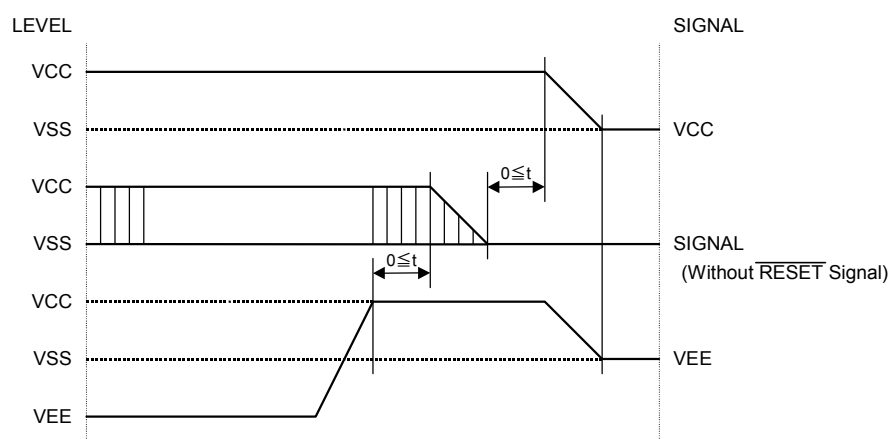 LEVEL SIGNAL
VCC
VSS VCC
0≦t
VCC
VSS SIGNAL
(Without RESET Signal)
0≦t
VCC
VSS VEE
VEE